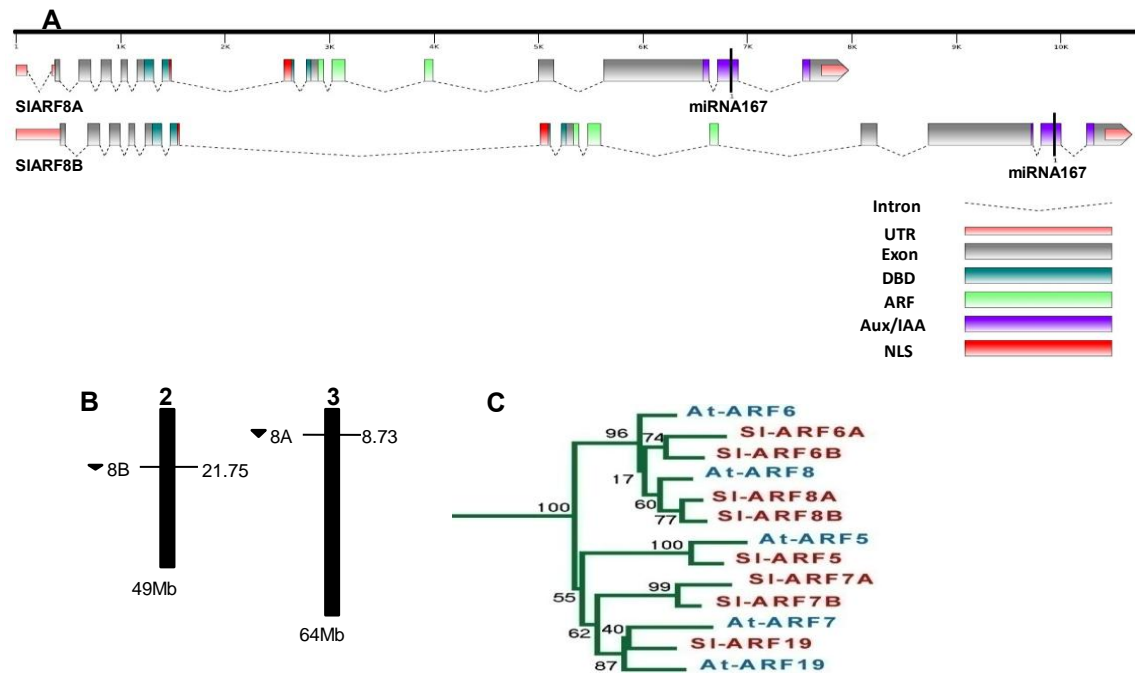 A
1 1K 2K 3K 4K 5K 6K 7K 8K 9K 10K
SlARF8A
miRNA167
SlARF8B
miRNA167
Intron
UTR
Exon
DBD
ARF
Aux/IAA
NLS
B
2
3
8A
8.73
8B
21.75
49Mb
64Mb
C
At-ARF6
96
74
Sl-ARF6A
Sl-ARF6B
17
At-ARF8
60
Sl-ARF8A
77
Sl-ARF8B
100
At-ARF5
100
Sl-ARF5
Sl-ARF7A
99
55
Sl-ARF7B
At-ARF7
62
40
Sl-ARF19
87
At-ARF19